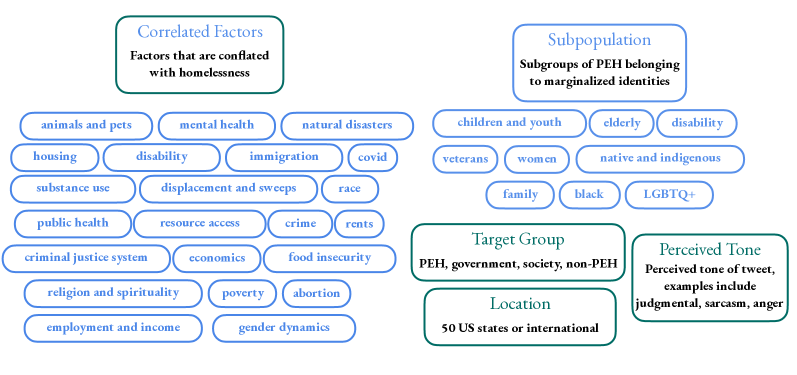 Correlated Factors
Factors that are conflated
with homelessness
animals and pets
mental health
natural disasters
housing
disability
immigration
covid
substance use
displacement and sweeps
race
public health
resource access
crime
rents
criminal justice system
economics
food insecurity
religion and spirituality
poverty
abortion
employment and income
gender dynamics
Subpopulation
Subgroups of PEH belonging
to marginalized identities
children and youth
elderly
disability
veterans
women
native and indigenous
family
black
LGBTQ+
Target Group
PEH, government, society, non-PEH
Location
50 US states or international
Perceived Tone
Perceived tone of tweet,
examples include
judgmental, sarcasm, anger